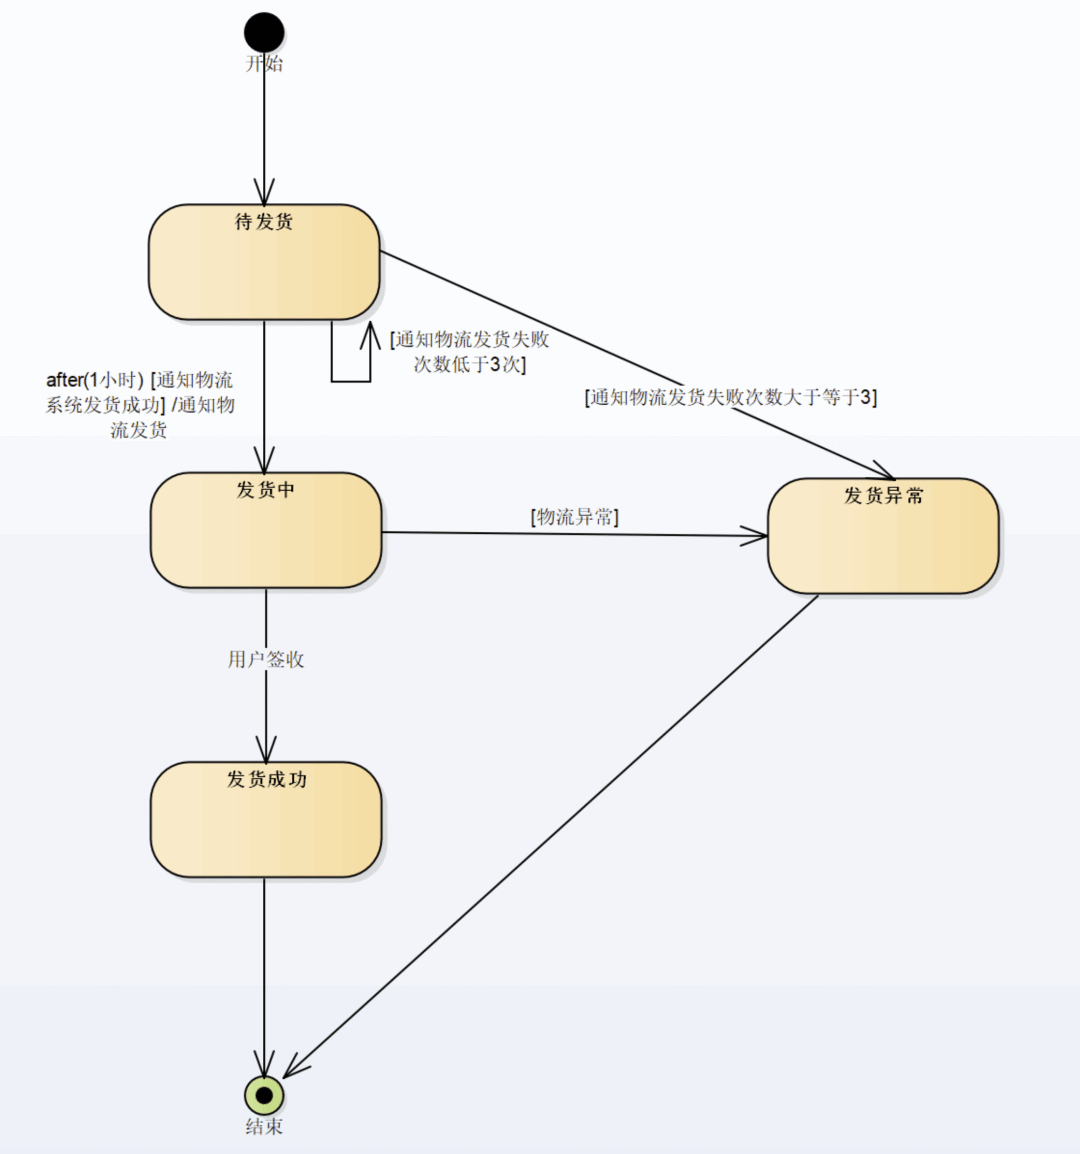 开始
待发货
[通知物流发货失败
次数低于3次]
after(1小时) [通知物流
系统发货成功] /通知物
流发货
[通知物流发货失败次数大于等于3]
发货中
发货异常
[物流异常]
用户签收
发货成功
结束